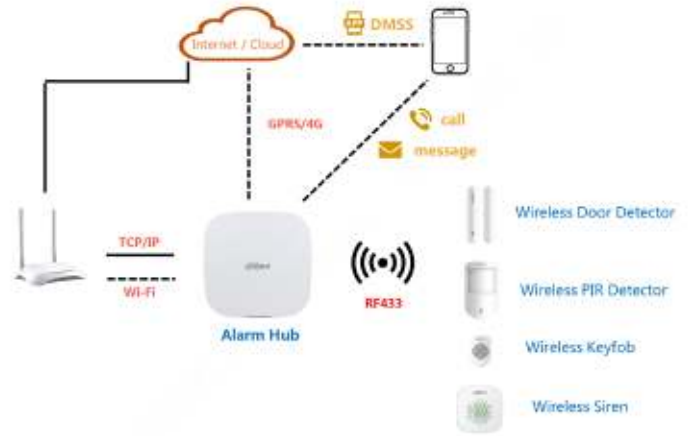 DMSS
Internet / Cloud
GPRS/4G
call
message
Wireless Door Detector
TCP/IP
Wi-Fi
RF433
Wireless PIR Detector
Alarm Hub
Wireless Keyfob
Wireless Siren